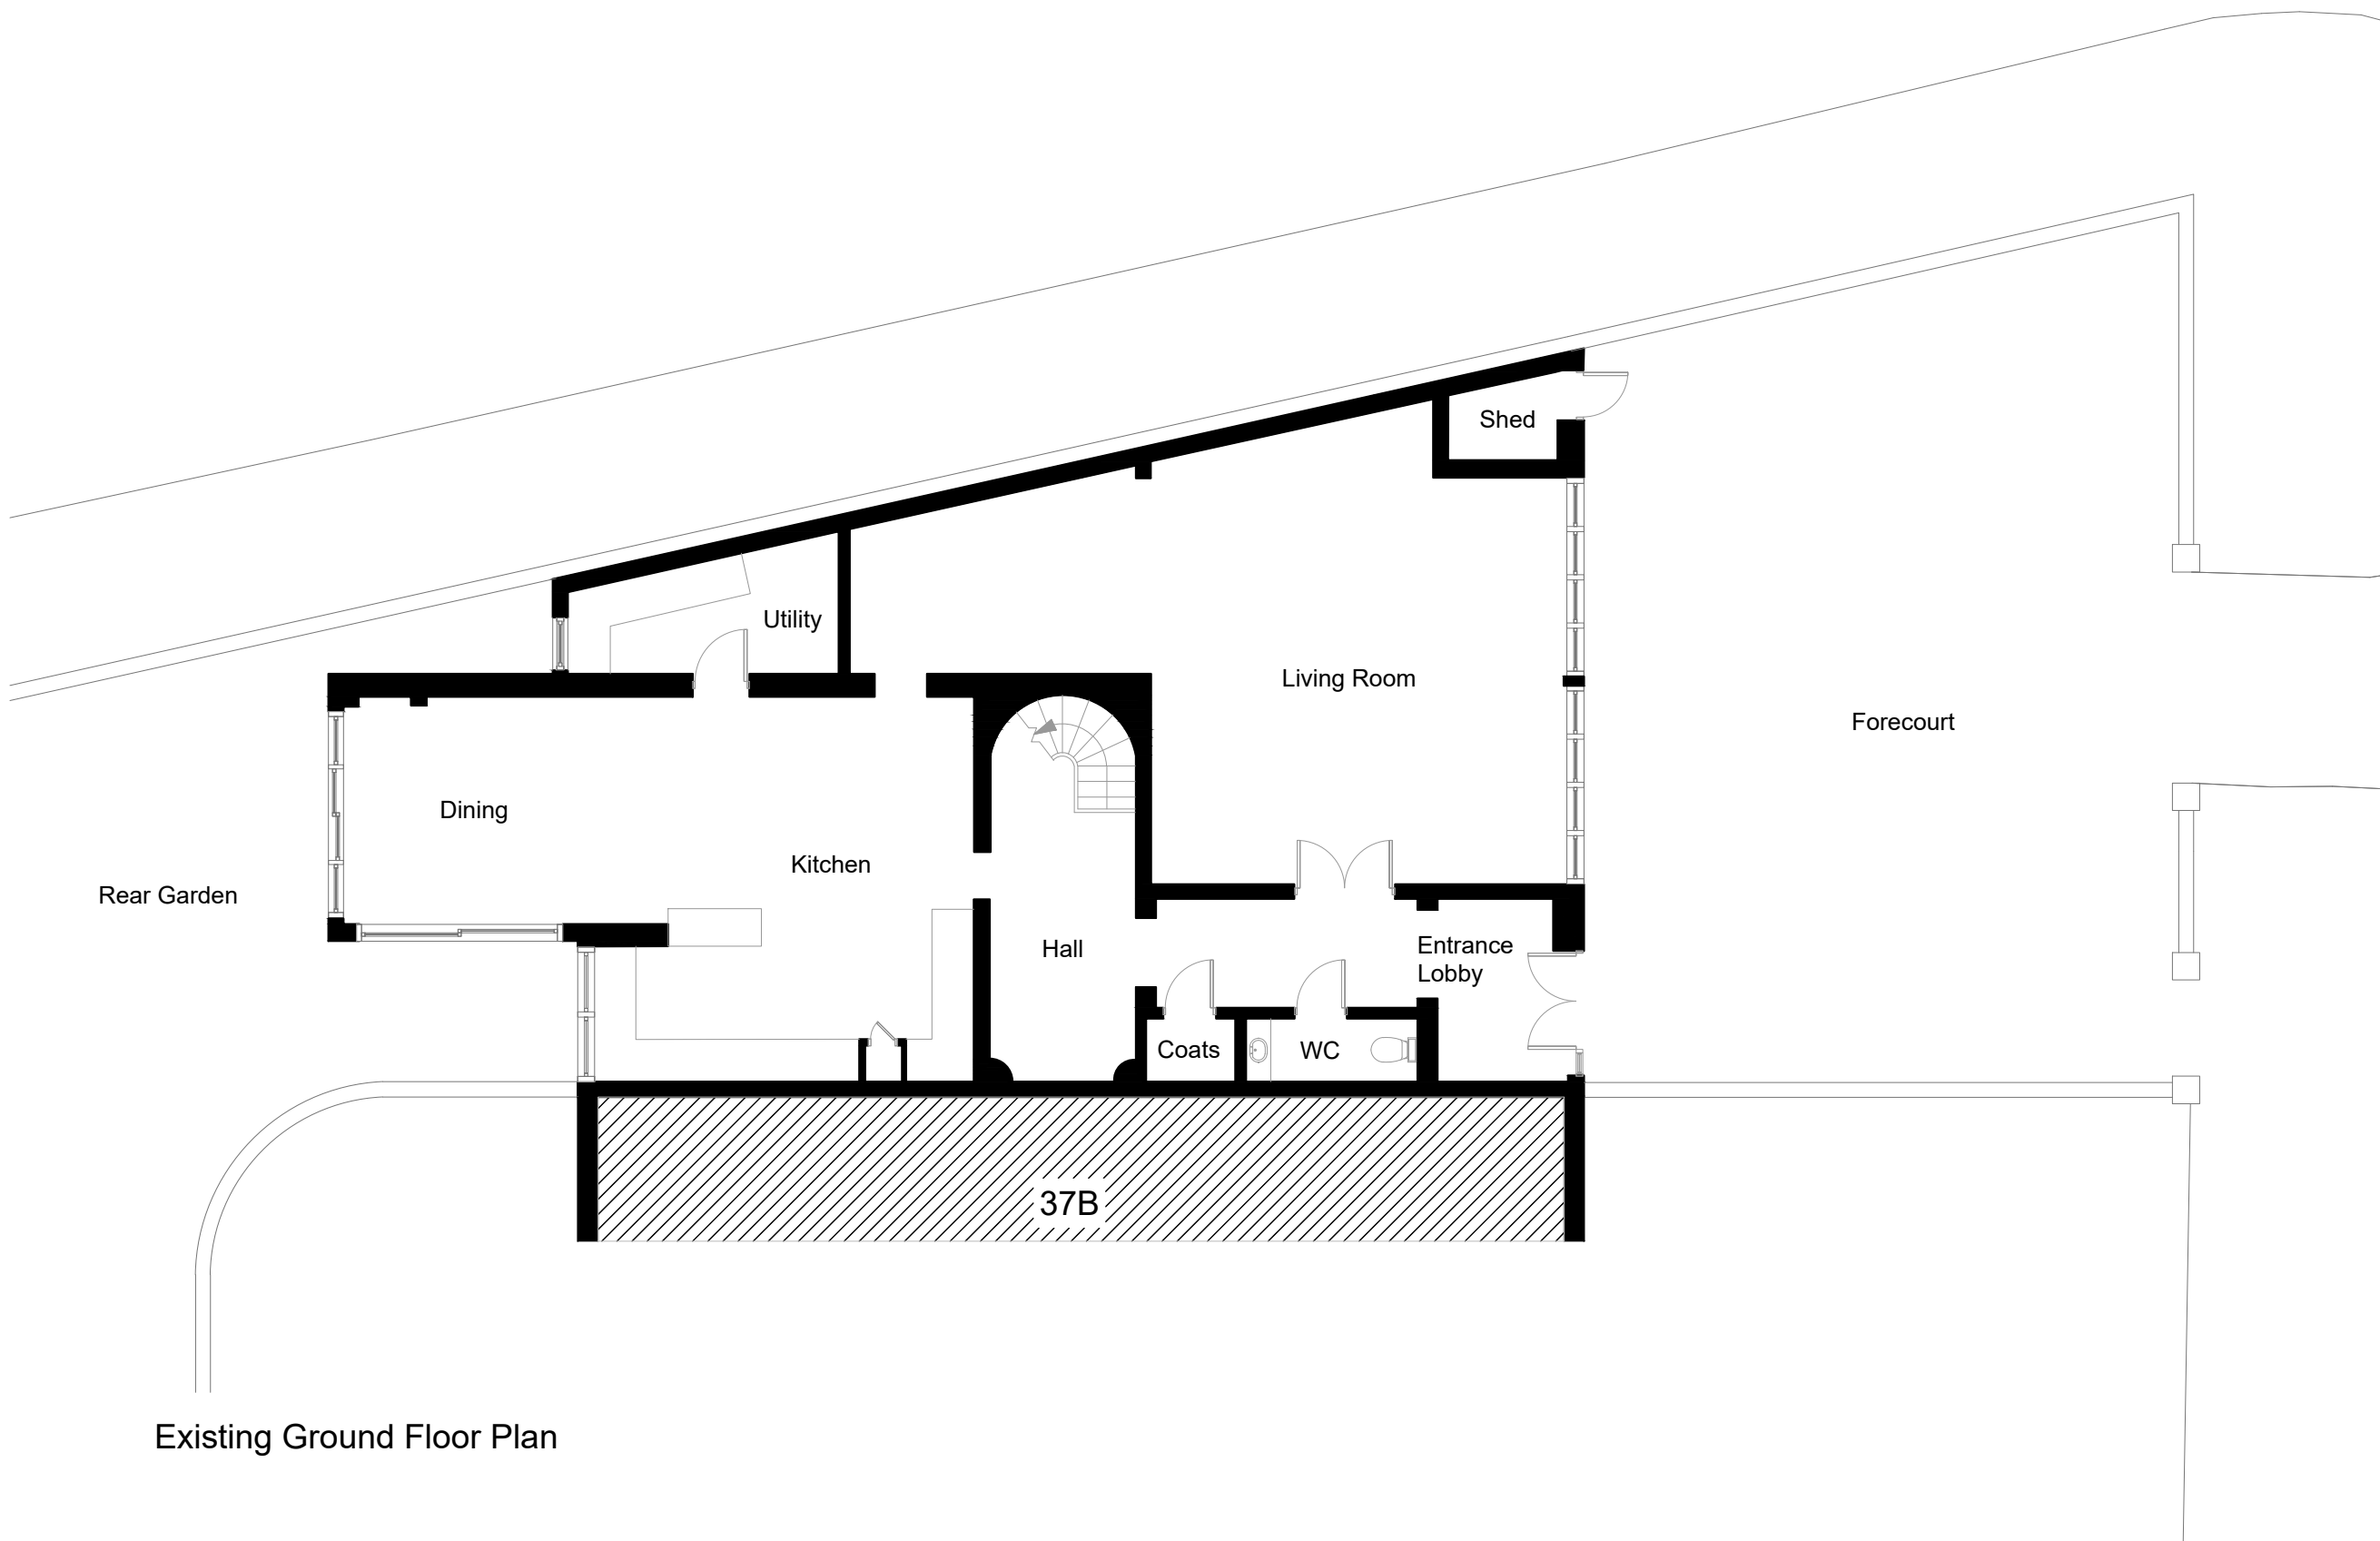 Shed
Utility
Living Room
Forecourt
Dining
Kitchen
Rear Garden
Hall
Entrance
Lobby
Coats
WC
37B
Existing Ground Floor Plan